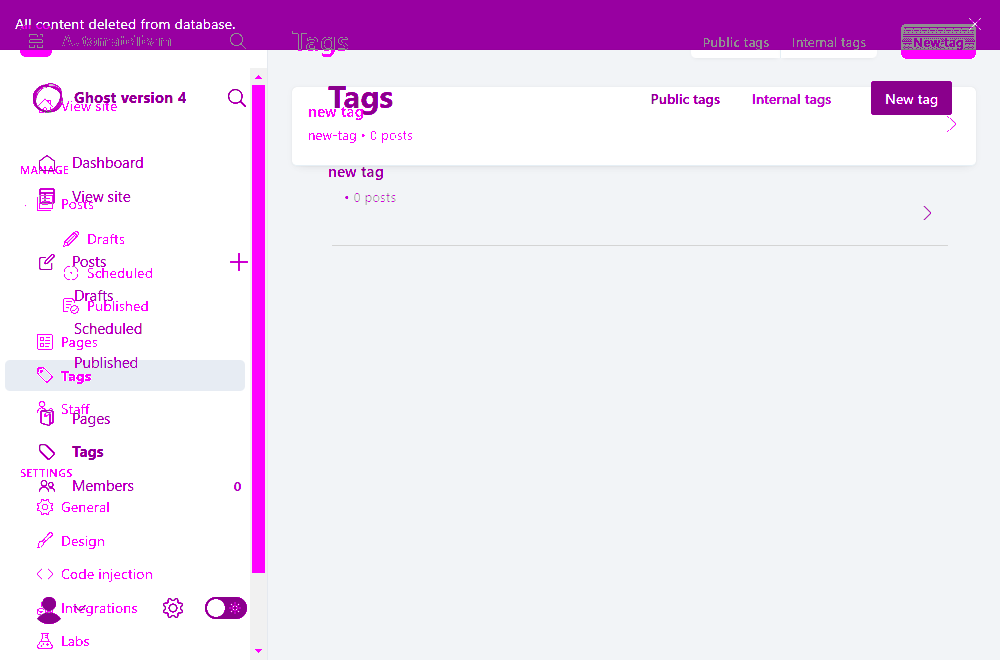 All content deleted from database.
AutomatoTeam
Tags
Public tags
Internal tags
New tag
Ghost version 4
View site
Tags
Public tags
Internal tags
New tag
new tag
new-tag • 0 posts
new tag
• 0 posts
Dashboard
MANAGE
View site
Posts
Drafts
Posts
Scheduled
Drafts
Published
Scheduled
Pages
Published
Tags
Staff
Pages
Tags
SETTINGS
Members
0
General
Design
Code injection
Integrations
Labs